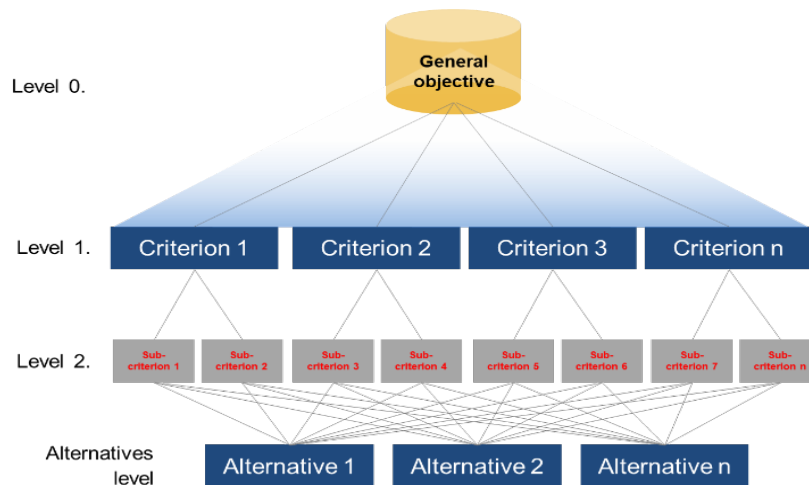 General
objective
Level 0.
Level 1.
Criterion 1
Criterion 2
Criterion 3
Criterion n
Level 2.
Sub-
criterion 1
Sub-
criterion 2
Sub-
criterion 3
Sub-
criterion 4
Sub-
criterion 5
Sub-
criterion 6
Sub-
criterion 7
Sub-
criterion n
Alternatives
level
Alternative 1
Alternative 2
Alternative n